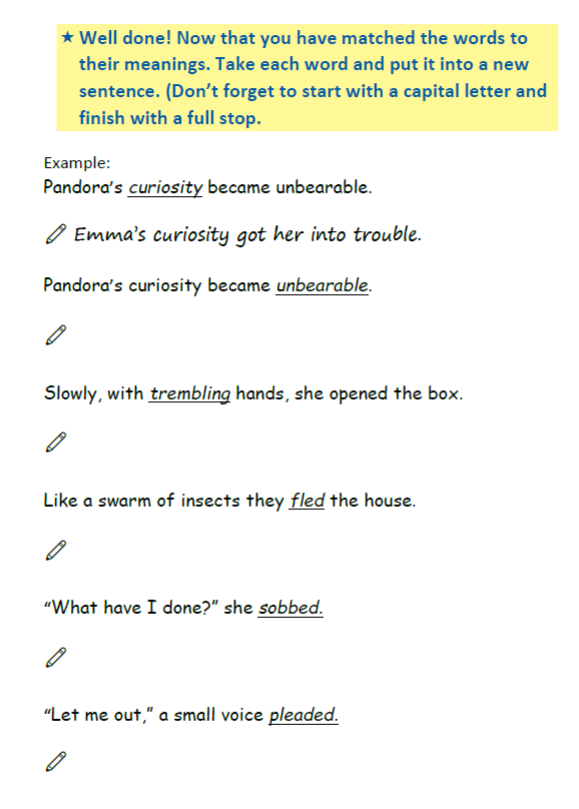 ★ Well done! Now that you have matched the words to
their meanings. Take each word and put it into a new
sentence. (Don’t forget to start with a capital letter and
finish with a full stop.
Example:
Pandora’s curiosity became unbearable.
Emma’s curiosity got her into trouble.
Pandora’s curiosity became unbearable.
Slowly, with trembling hands, she opened the box.
Like a swarm of insects they fled the house.
“What have I done?” she sobbed.
“Let me out,” a small voice pleaded.